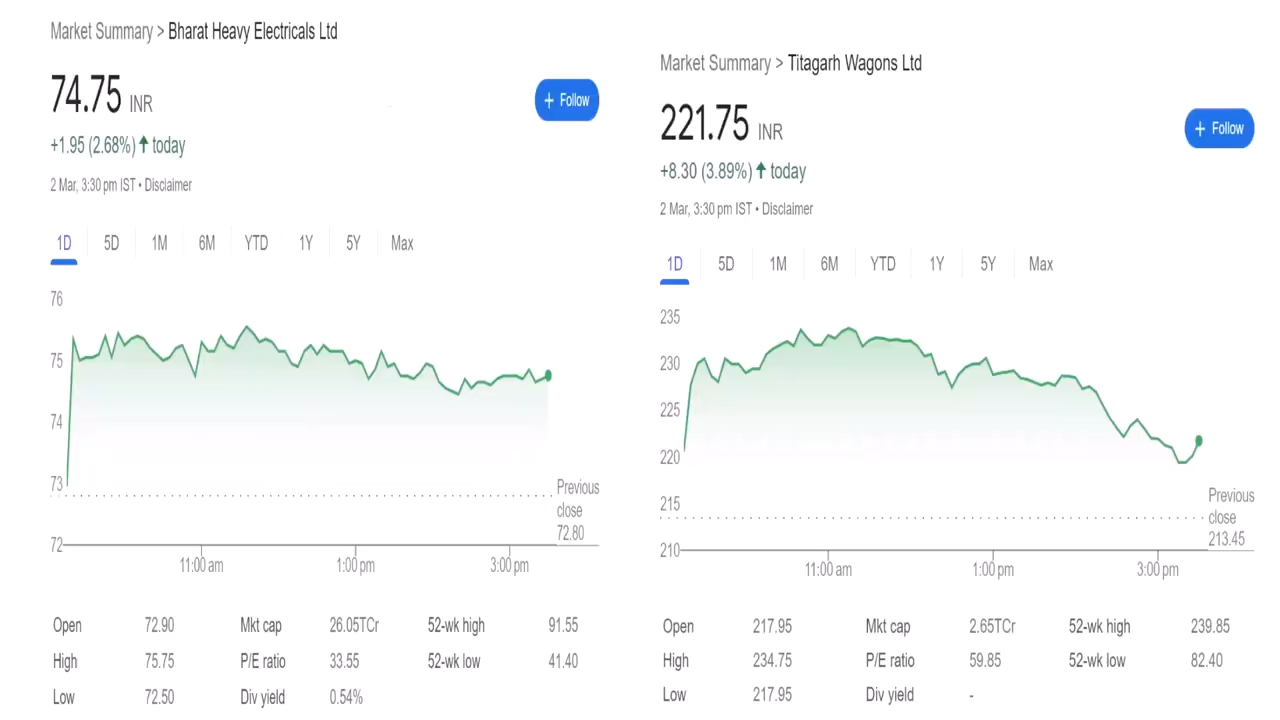 Market Summary > Bharat Heavy Electricals Ltd
74.75 INR
+ Follow
+1.95 (2.68%) ↑ today
2 Mar, 3:30 pm IST • Disclaimer
1D 5D 1M 6M YTD 1Y 5Y Max
76
75
74
73
72
Previous
close
72.80
11:00 am 1:00 pm 3:00 pm
Open 72.90 Mkt cap 26.05TCr 52-wk high 91.55
High 75.75 P/E ratio 33.55 52-wk low 41.40
Low 72.50 Div yield 0.54%
Market Summary > Titagarh Wagons Ltd
221.75 INR
+ Follow
+8.30 (3.89%) ↑ today
2 Mar, 3:30 pm IST • Disclaimer
1D 5D 1M 6M YTD 1Y 5Y Max
235
230
225
220
215
210
Previous
close
213.45
11:00 am 1:00 pm 3:00 pm
Open 217.95 Mkt cap 2.65TCr 52-wk high 239.85
High 234.75 P/E ratio 59.85 52-wk low 82.40
Low 217.95 Div yield -